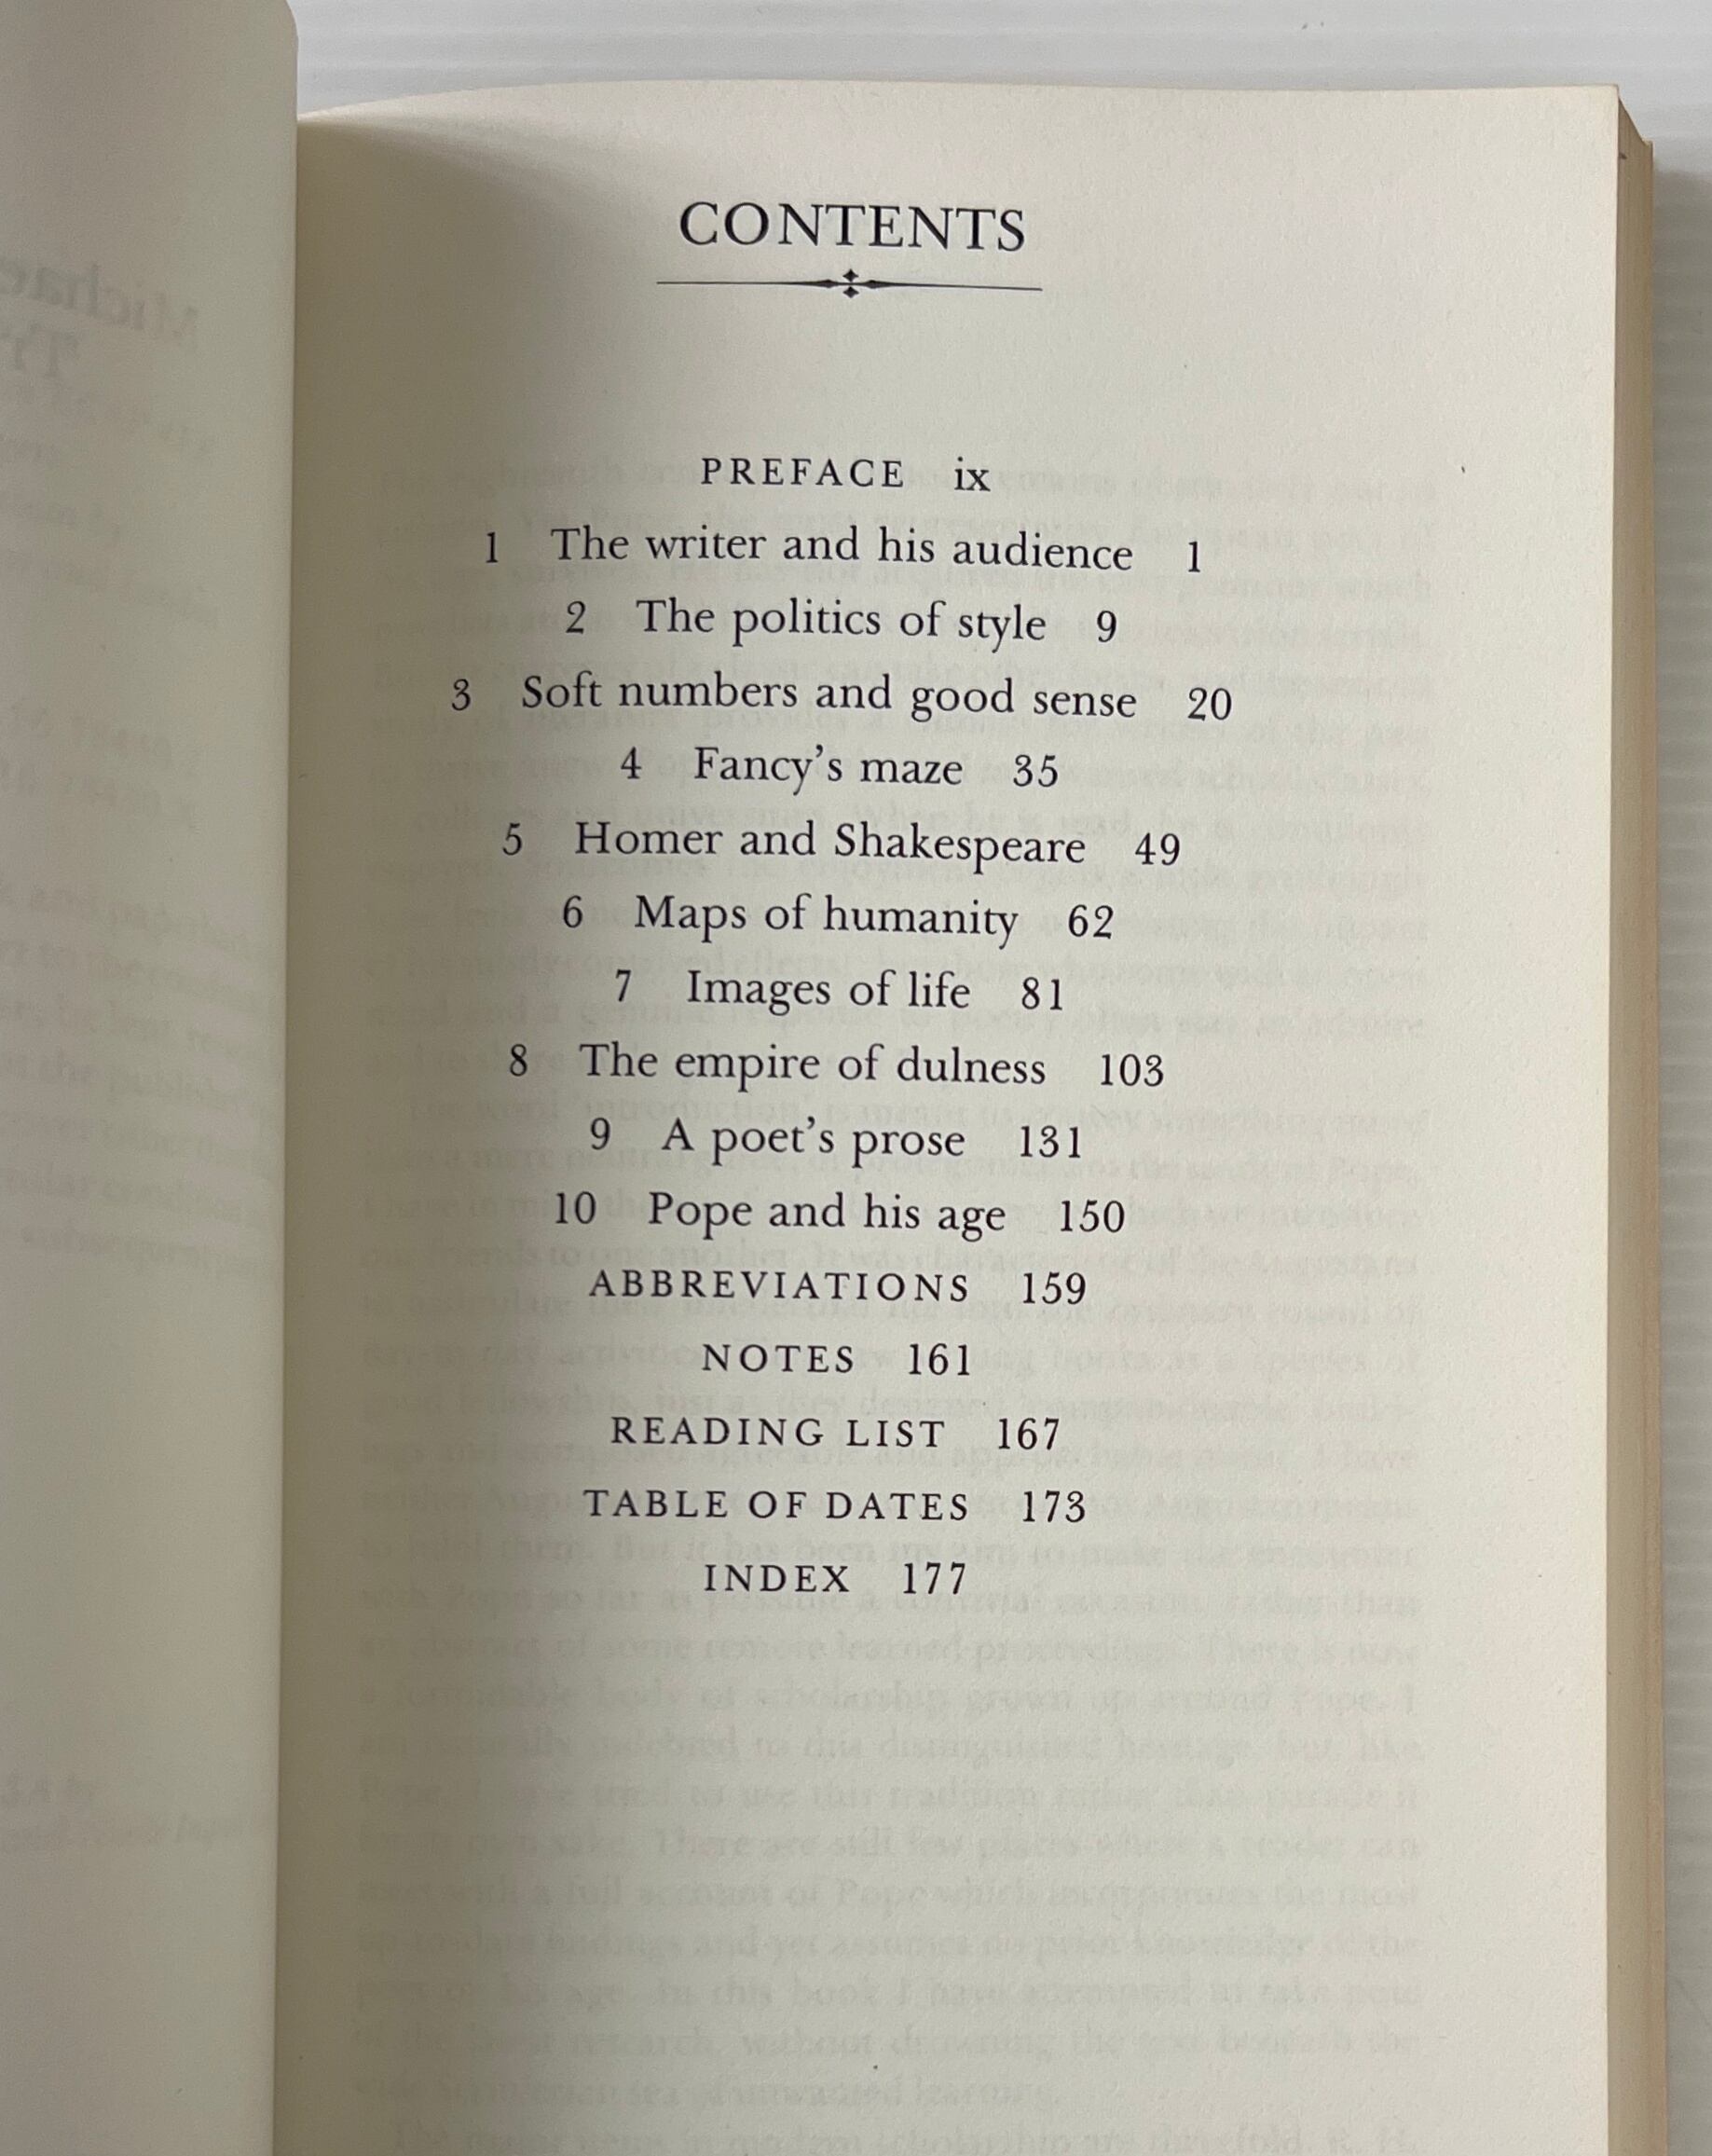 CONTENTS
PREFACE ix
1 The writer and his audience 1
2 The politics of style 9
3 Soft numbers and good sense 20
4 Fancy's maze 35
5 Homer and Shakespeare 49
6 Maps of humanity 62
7 Images of life 81
8 The empire of dulness 103
9 A poet's prose 131
10 Pope and his age 150
ABBREVIATIONS 159
NOTES 161
READING LIST 167
TABLE OF DATES 173
INDEX 177